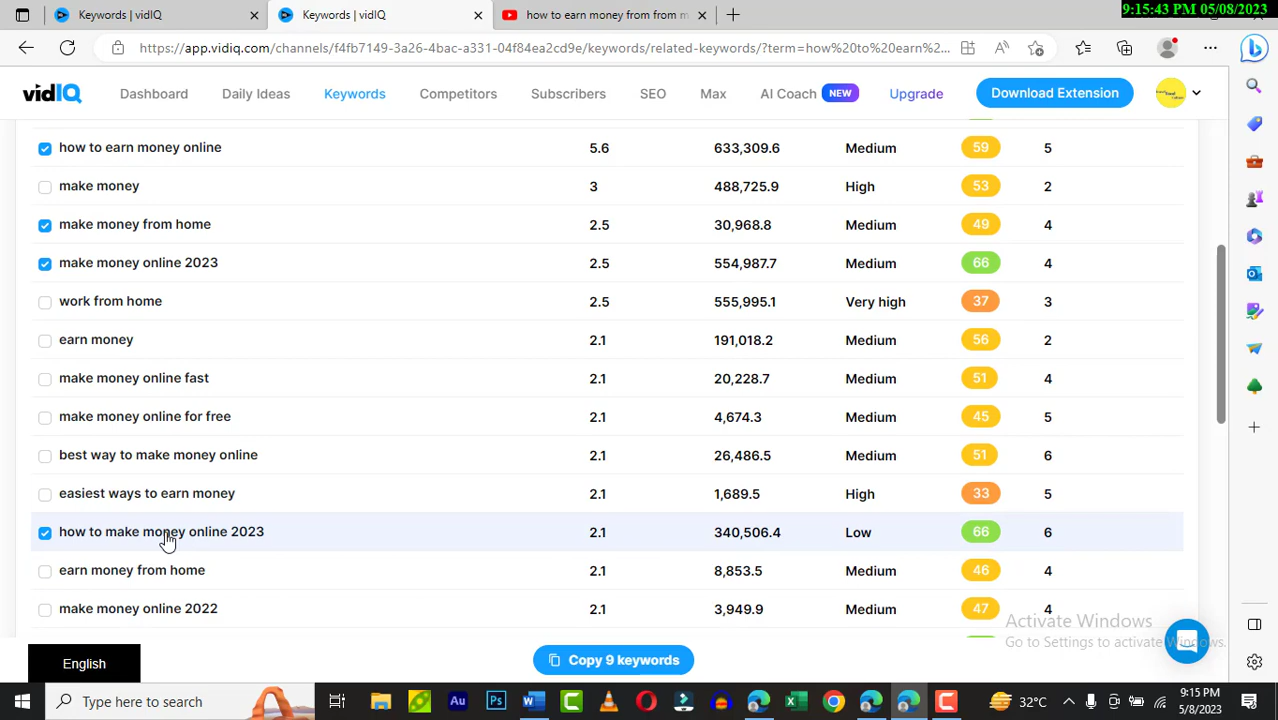 9:15:43 PM 05/08/2023
Keywords | vidIQ
Keywords | vidIQ
how to earn money from from m
https://app.vidiq.com/channels/f4fb7149-3a26-4bac-a331-04f84ea2cd9e/keywords/related-keywords/?term=how%20to%20earn%2...
vidIQ
Dashboard
Daily Ideas
Keywords
Competitors
Subscribers
SEO
Max
AI Coach NEW
Upgrade
Download Extension
how to earn money online 5.6 633,309.6 Medium 59 5
make money 3 488,725.9 High 53 2
make money from home 2.5 30,968.8 Medium 49 4
make money online 2023 2.5 554,987.7 Medium 66 4
work from home 2.5 555,995.1 Very high 37 3
earn money 2.1 191,018.2 Medium 56 2
make money online fast 2.1 20,228.7 Medium 51 4
make money online for free 2.1 4,674.3 Medium 45 5
best way to make money online 2.1 26,486.5 Medium 51 6
easiest ways to earn money 2.1 1,689.5 High 33 5
how to make money online 2023 2.1 340,506.4 Low 66 6
earn money from home 2.1 8,853.5 Medium 46 4
make money online 2022 2.1 3,949.9 Medium 47 4
Activate Windows
Go to Settings to activate Windows.
English
Copy 9 keywords
Type here to search
32°C
9:15 PM
5/8/2023